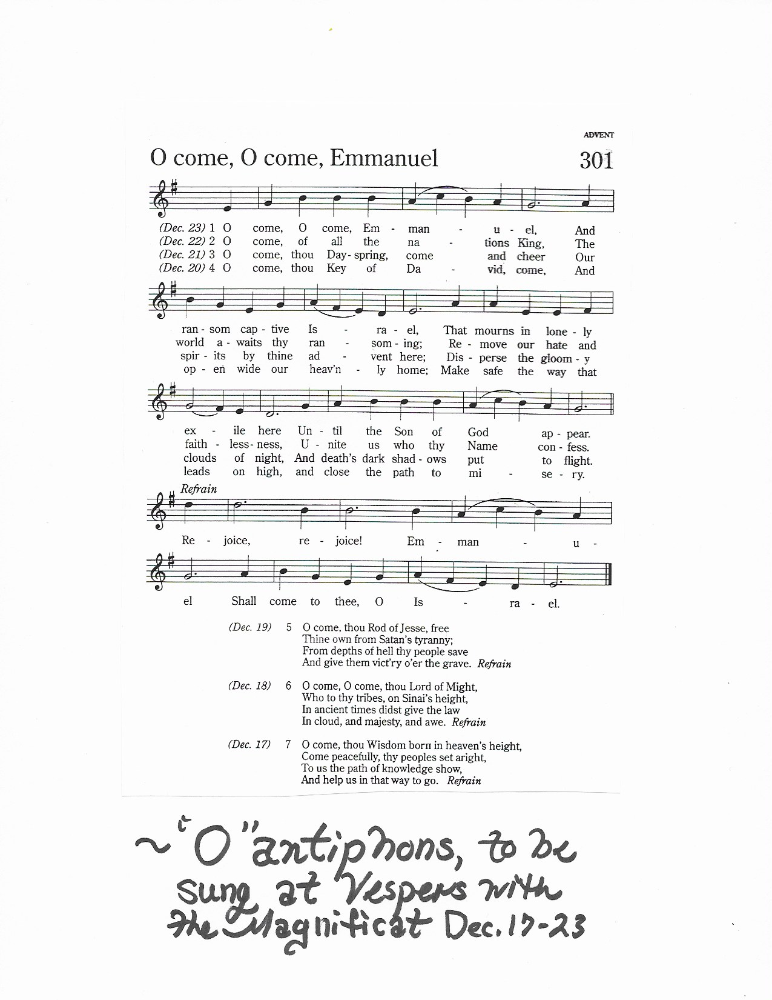 ADVENT
O come, O come, Emmanuel 301
(Dec. 23) 1 O come, O come, Em - man - u - el, And
(Dec. 22) 2 O come, of all the na - tions King, The
(Dec. 21) 3 O come, thou Day- spring, come and cheer Our
(Dec. 20) 4 O come, thou Key of Da - vid, come, And
ran - som cap - tive Is - ra - el, That mourns in lone - ly
world a - waits thy ran - som - ing; Re - move our hate and
spir - its by thine ad - vent here; Dis - perse the gloom - y
op - en wide our heav'n - ly home; Make safe the way that
ex - ile here Un - til the Son of God ap - pear.
faith - less- ness, U - nite us who thy Name con - fess.
clouds of night, And death's dark shad - ows put to flight.
leads on high, and close the path to mi - se - ry.
Refrain
Re - joice, re - joice! Em - man - u -
el Shall come to thee, O Is - ra - el.
(Dec. 19) 5 O come, thou Rod of Jesse, free
Thine own from Satan's tyranny;
From depths of hell thy people save
And give them vict'ry o'er the grave. Refrain
(Dec. 18) 6 O come, O come, thou Lord of Might,
Who to thy tribes, on Sinai's height,
In ancient times didst give the law
In cloud, and majesty, and awe. Refrain
(Dec. 17) 7 O come, thou Wisdom born in heaven's height,
Come peacefully, thy peoples set aright,
To us the path of knowledge show,
And help us in that way to go. Refrain
~ "O" antiphons, to be
sung at Vespers with
the Magnificat Dec. 17-23